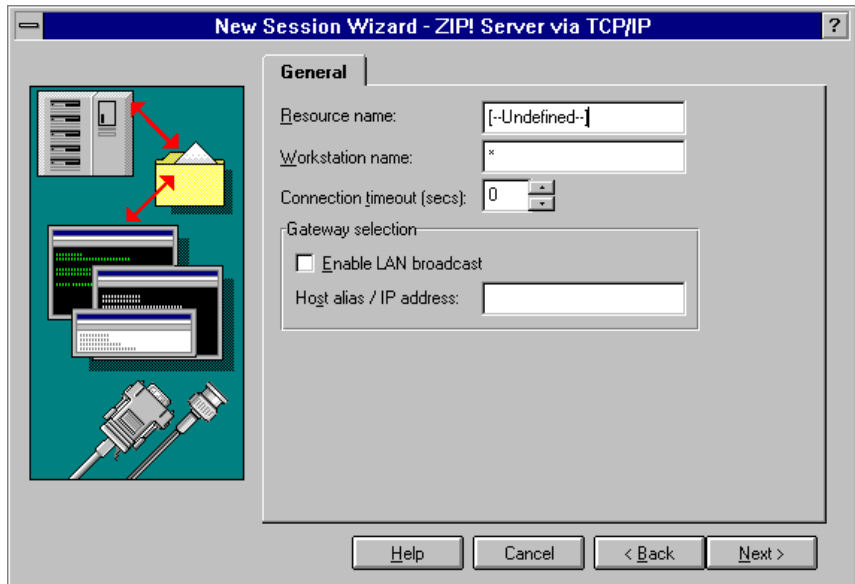 New Session Wizard - ZIP! Server via TCP/IP
?
General
Resource name:
[--Undefined--]
Workstation name:
*
Connection timeout (secs):
0
Gateway selection
Enable LAN broadcast
Host alias / IP address:
Help
Cancel
< Back
Next >